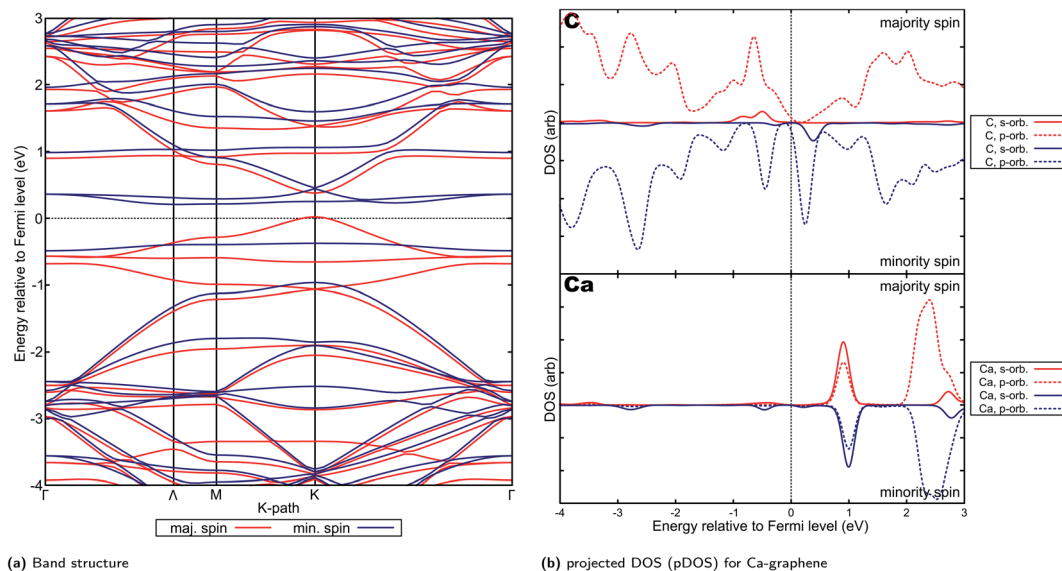 3
2
1
0
-1
-2
-3
-4
Energy relative to Fermi level (eV)
Γ Λ M K Γ
K-path
maj. spin min. spin
(a) Band structure
C
majority spin
DOS (arb)
minority spin
C, s-orb.
C, p-orb.
C, s-orb.
C, p-orb.
Ca
majority spin
DOS (arb)
minority spin
Ca, s-orb.
Ca, p-orb.
Ca, s-orb.
Ca, p-orb.
-4 -3 -2 -1 0 1 2 3
Energy relative to Fermi level (eV)
(b) projected DOS (pDOS) for Ca-graphene